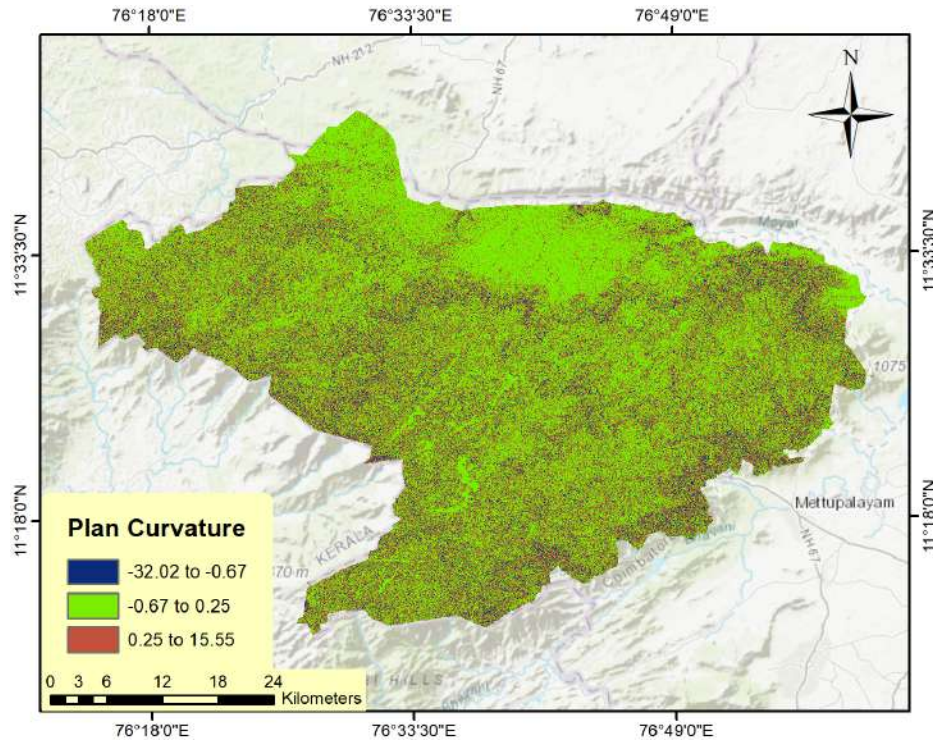 76°18'0"E 76°33'30"E 76°49'0"E
NH 212
NH 67
N
Moyar
11°33'30"N 11°33'30"N
1075
Mettupalayam
11°18'0"N 11°18'0"N
KERALA
NH 67
Plan Curvature
-32.02 to -0.67
-0.67 to 0.25
0.25 to 15.55
0 3 6 12 18 24
Kilometers
HILLS
76°18'0"E 76°33'30"E 76°49'0"E